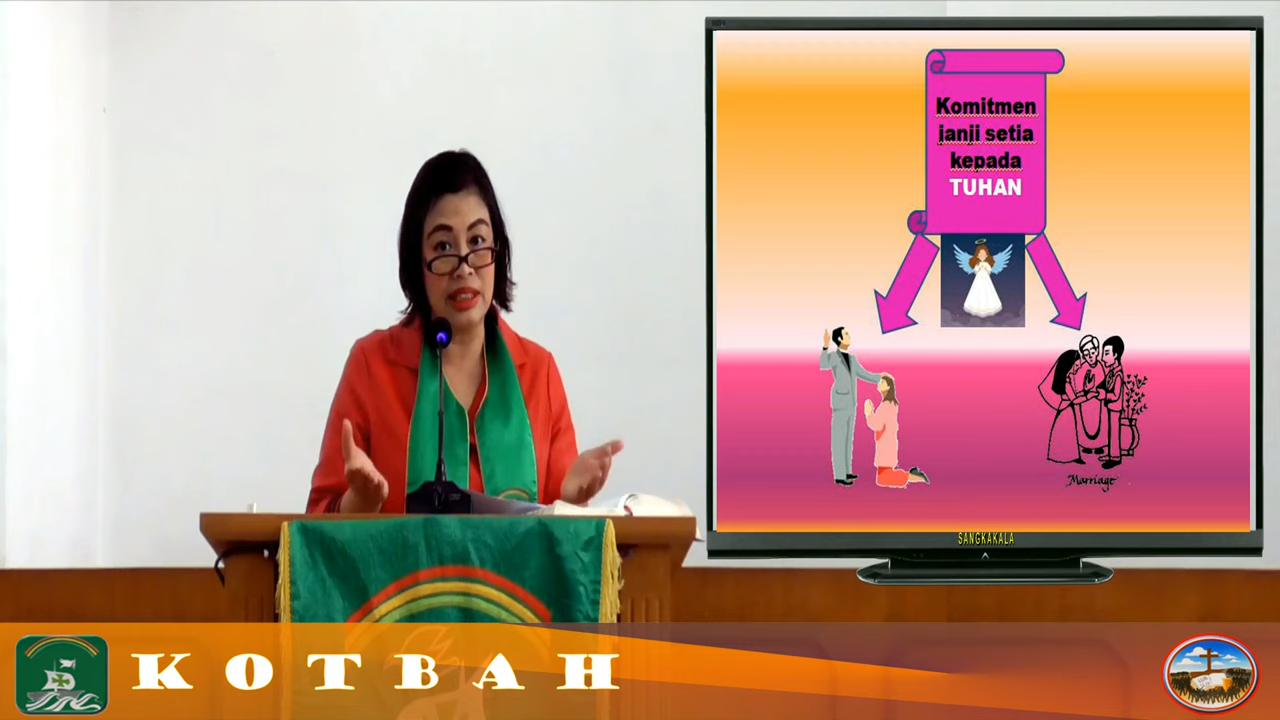 Komitmen
janji setia
kepada
TUHAN
Marriage
SANGKAKALA
KOTBAH